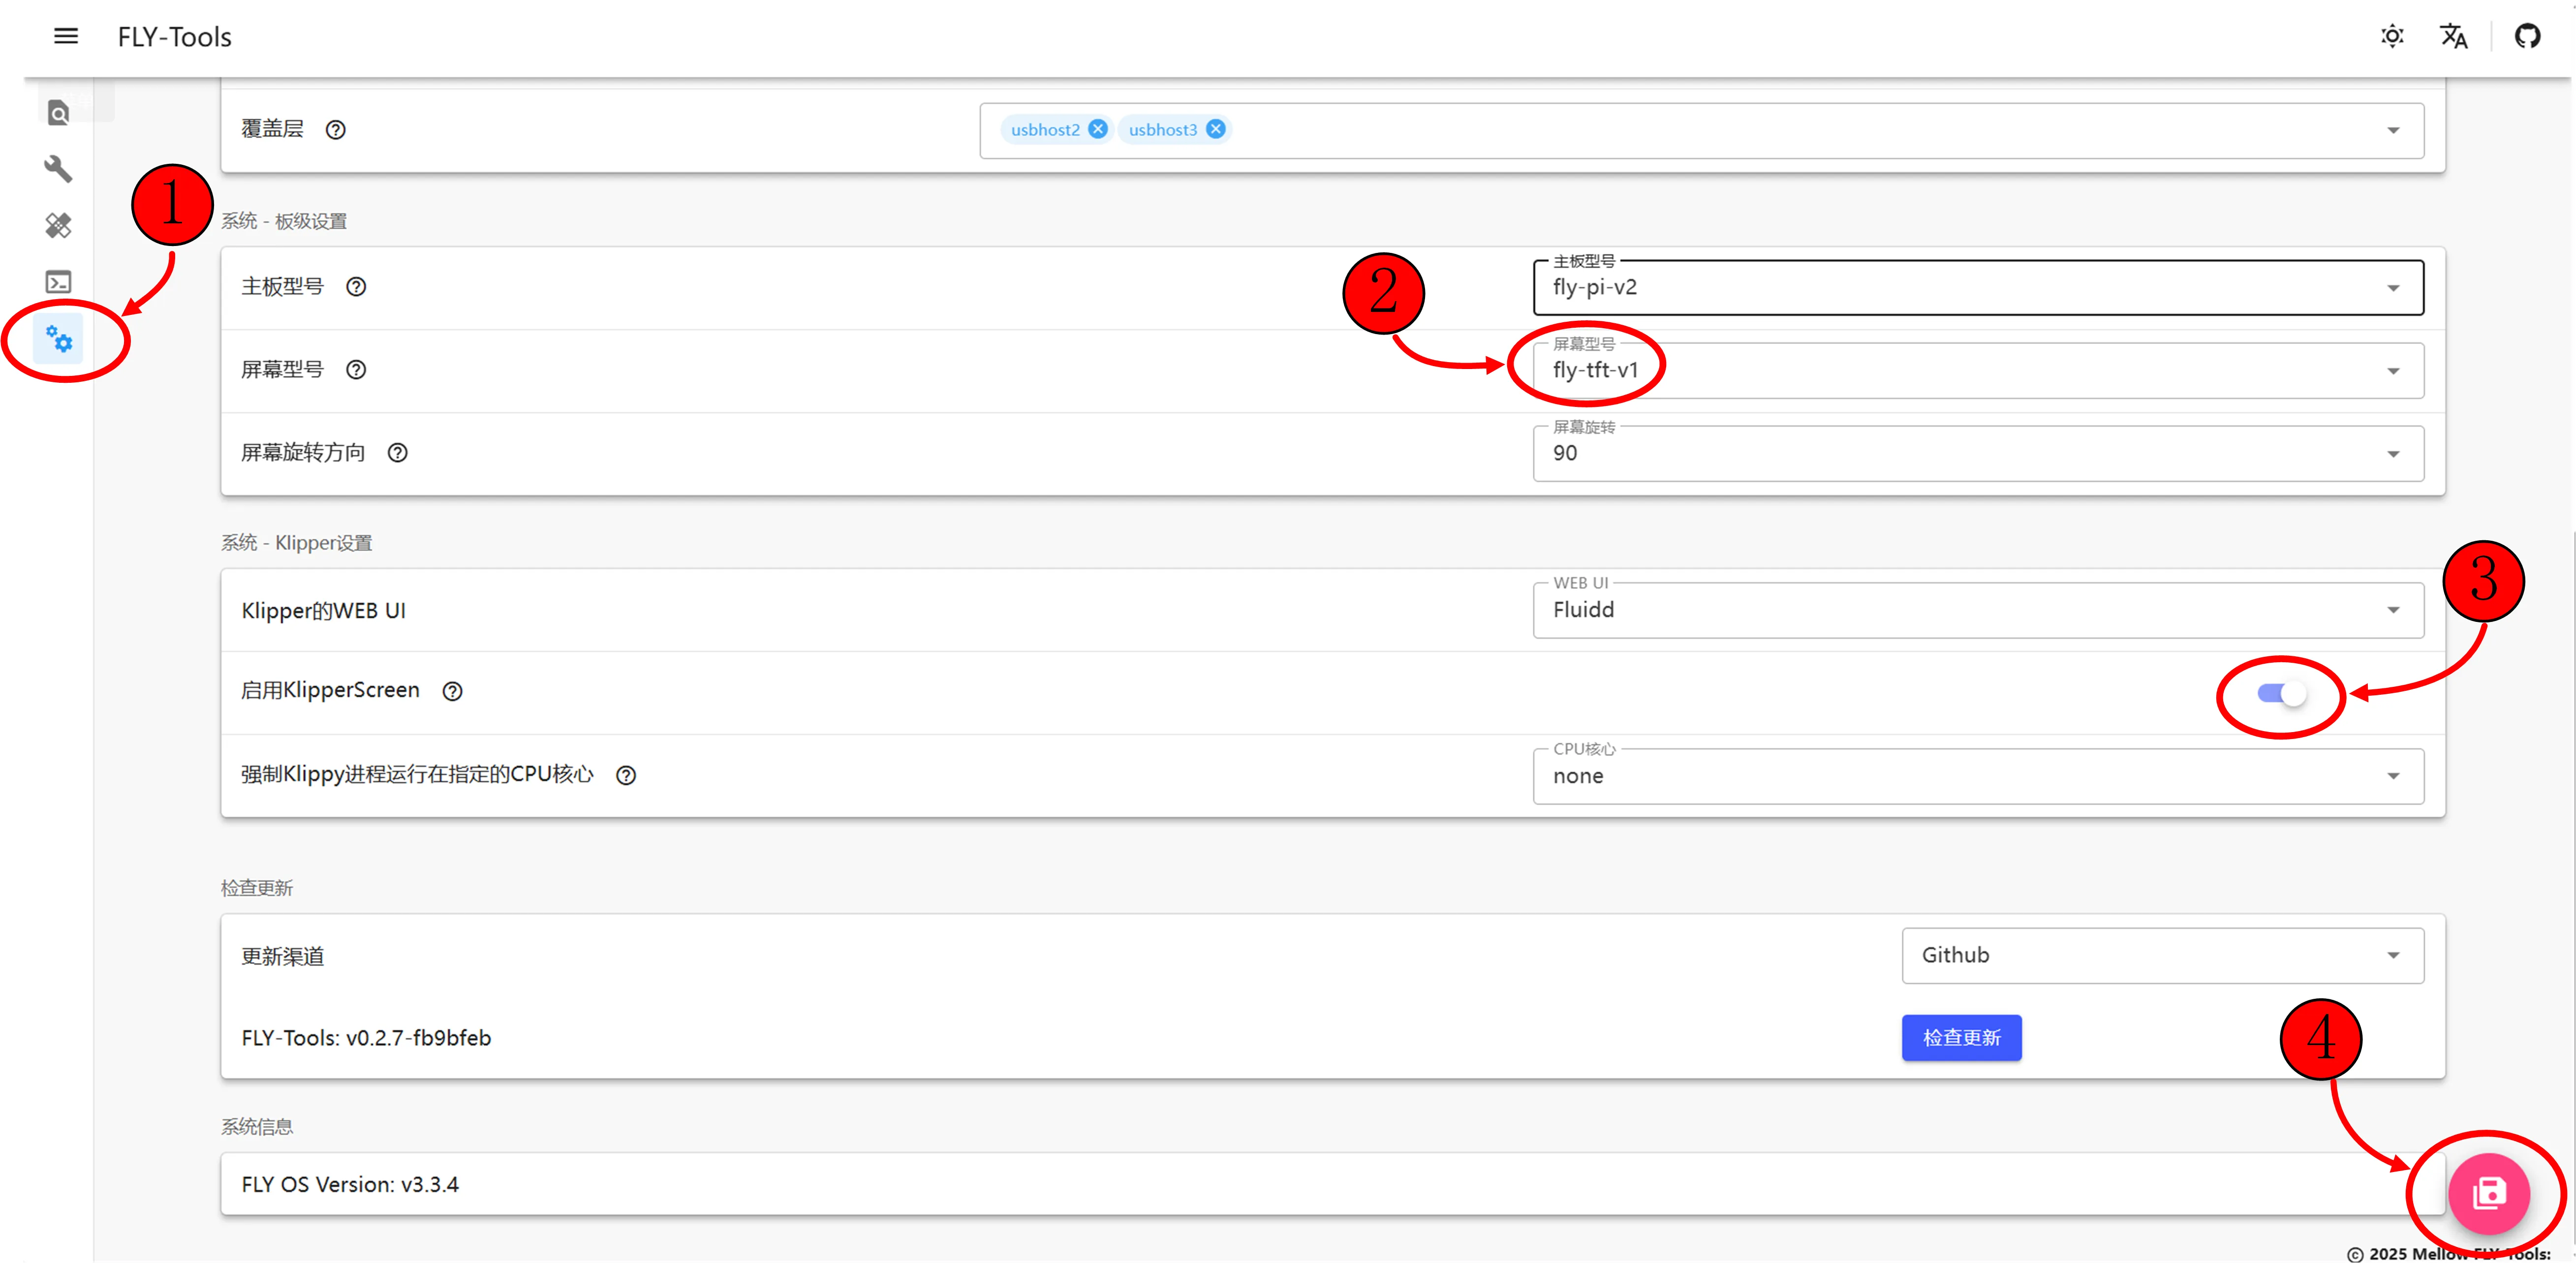 FLY-Tools
覆盖层
usbhost2 usbhost3
1
系统 - 板级设置
主板型号
主板型号
fly-pi-v2
2
屏幕型号
屏幕型号
fly-tft-v1
屏幕旋转方向
屏幕旋转
90
系统 - Klipper设置
Klipper的WEB UI
WEB UI
Fluidd
3
启用KlipperScreen
强制Klippy进程运行在指定的CPU核心
CPU核心
none
检查更新
更新渠道
Github
FLY-Tools: v0.2.7-fb9bfeb
检查更新
4
系统信息
FLY OS Version: v3.3.4
© 2025 Mellow FLY-Tools: